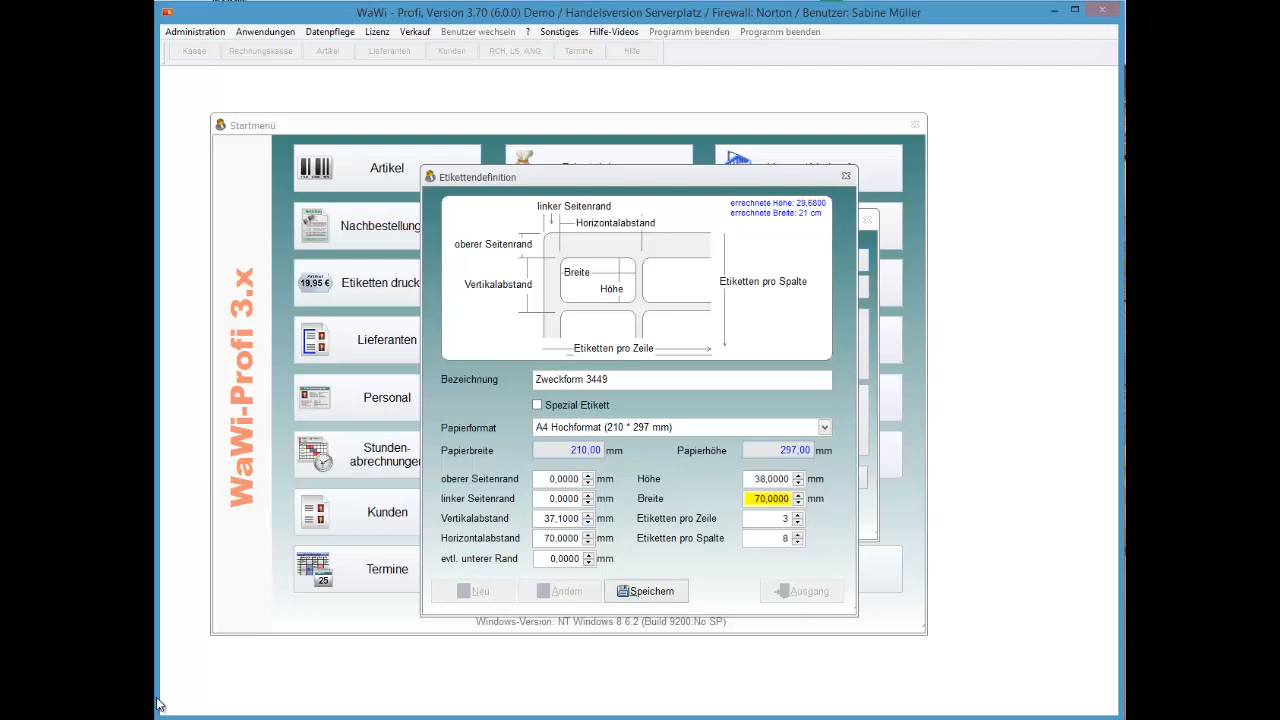 WaWi - Profi, Version 3.70 (6.0.0) Demo / Handelsversion Serverplatz / Firewall: Norton / Benutzer: Sabine Müller
Administration Anwendungen Datenpflege Lizenz Verkauf Benutzer wechseln ? Sonstiges Hilfe-Videos Programm beenden Programm beenden
Kasse Rechnungskasse Artikel Lieferanten Kunden RCH, LS, ANG Termine Hilfe
Startmenü
WaWi-Profi 3.x
Artikel
Nachbestellung
19,95 €
Etiketten druck
Lieferanten
Personal
Stunden-
abrechnunger
Kunden
25
Termine
Etikettendefinition
errechnete Höhe: 29,6800
errechnete Breite: 21 cm
linker Seitenrand
Horizontalabstand
oberer Seitenrand
Breite
Vertikalabstand
Höhe
Etiketten pro Spalte
Etiketten pro Zeile
Bezeichnung Zweckform 3449
Spezial Etikett
Papierformat A4 Hochformat (210 * 297 mm)
Papierbreite 210,00 mm Papierhöhe 297,00 mm
oberer Seitenrand 0,0000 mm Höhe 38,0000 mm
linker Seitenrand 0,0000 mm Breite 70,0000 mm
Vertikalabstand 37,1000 mm Etiketten pro Zeile 3
Horizontalabstand 70,0000 mm Etiketten pro Spalte 8
evtl. unterer Rand 0,0000 mm
Neu Ändern Speichern Ausgang
Windows-Version: NT Windows 8 6.2 (Build 9200.No SP)